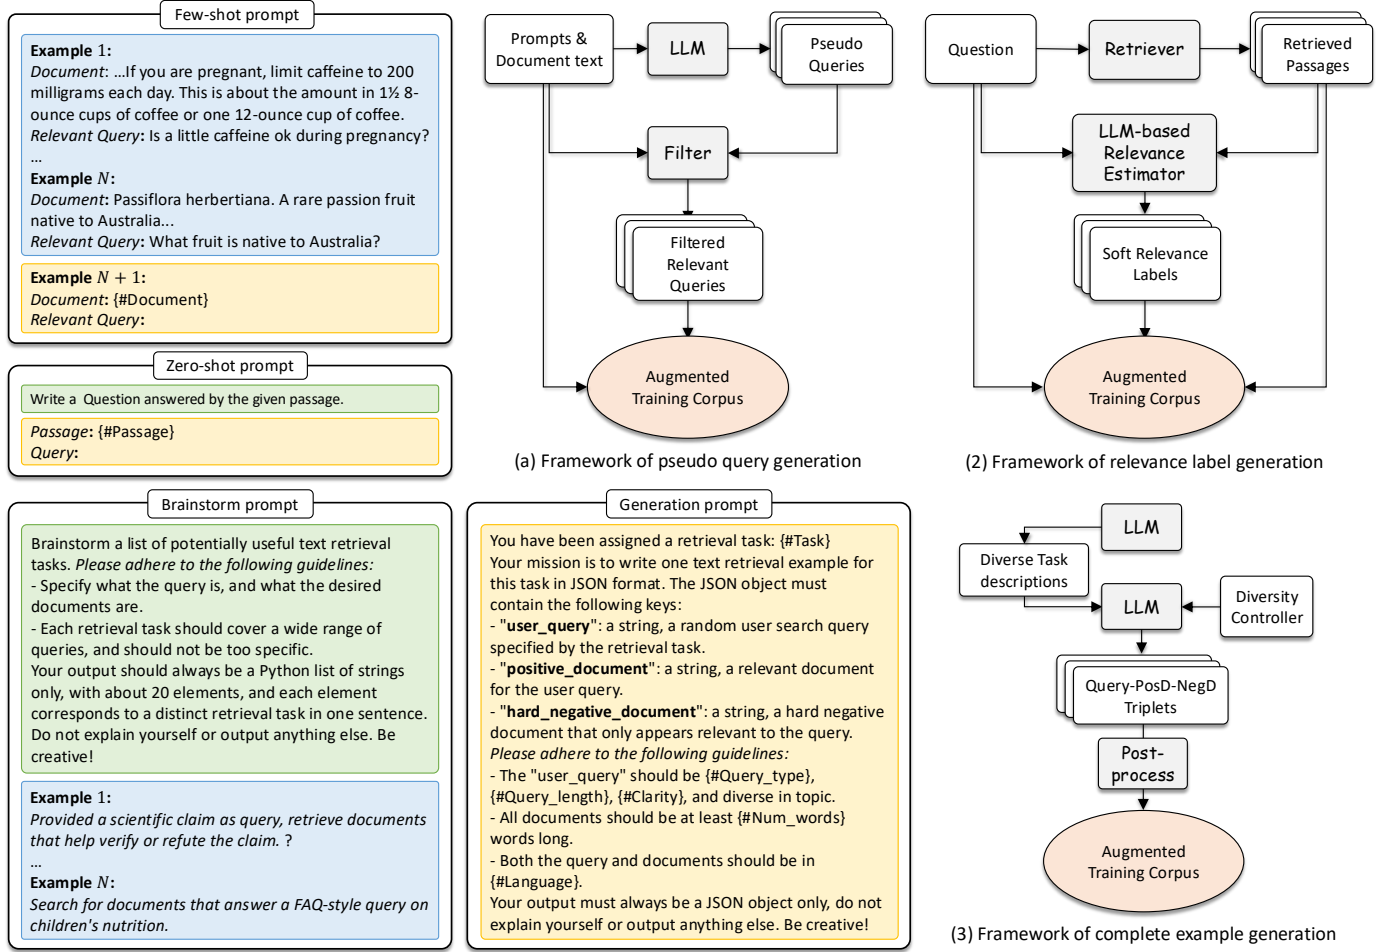 Few-shot prompt
Example 1:
Document: …If you are pregnant, limit caffeine to 200
milligrams each day. This is about the amount in 1½ 8-
ounce cups of coffee or one 12-ounce cup of coffee.
Relevant Query: Is a little caffeine ok during pregnancy?
…
Example N:
Document: Passiflora herbertiana. A rare passion fruit
native to Australia…
Relevant Query: What fruit is native to Australia?
Example N + 1:
Document: {#Document}
Relevant Query:
Zero-shot prompt
Write a Question answered by the given passage.
Passage: {#Passage}
Query:
Prompts &
Document text
LLM
Pseudo
Queries
Filter
Filtered
Relevant
Queries
Augmented
Training Corpus
(a) Framework of pseudo query generation
Question
Retriever
Retrieved
Passages
LLM-based
Relevance
Estimator
Soft Relevance
Labels
Augmented
Training Corpus
(2) Framework of relevance label generation
Brainstorm prompt
Brainstorm a list of potentially useful text retrieval
tasks. Please adhere to the following guidelines:
- Specify what the query is, and what the desired
documents are.
- Each retrieval task should cover a wide range of
queries, and should not be too specific.
Your output should always be a Python list of strings
only, with about 20 elements, and each element
corresponds to a distinct retrieval task in one sentence.
Do not explain yourself or output anything else. Be
creative!
Example 1:
Provided a scientific claim as query, retrieve documents
that help verify or refute the claim. ?
…
Example N:
Search for documents that answer a FAQ-style query on
children's nutrition.
Generation prompt
You have been assigned a retrieval task: {#Task}
Your mission is to write one text retrieval example for
this task in JSON format. The JSON object must
contain the following keys:
- "user_query": a string, a random user search query
specified by the retrieval task.
- "positive_document": a string, a relevant document
for the user query.
- "hard_negative_document": a string, a hard negative
document that only appears relevant to the query.
Please adhere to the following guidelines:
- The "user_query" should be {#Query_type},
{#Query_length}, {#Clarity}, and diverse in topic.
- All documents should be at least {#Num_words}
words long.
- Both the query and documents should be in
{#Language}.
Your output must always be a JSON object only, do not
explain yourself or output anything else. Be creative!
LLM
Diverse Task
descriptions
LLM
Diversity
Controller
Query-PosD-NegD
Triplets
Post-
process
Augmented
Training Corpus
(3) Framework of complete example generation